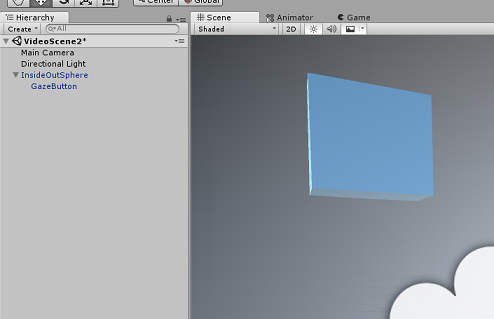 Center Global
Hierarchy
Create All
VideoScene2*
Main Camera
Directional Light
InsideOutSphere
GazeButton
Scene Animator Game
Shaded 2D